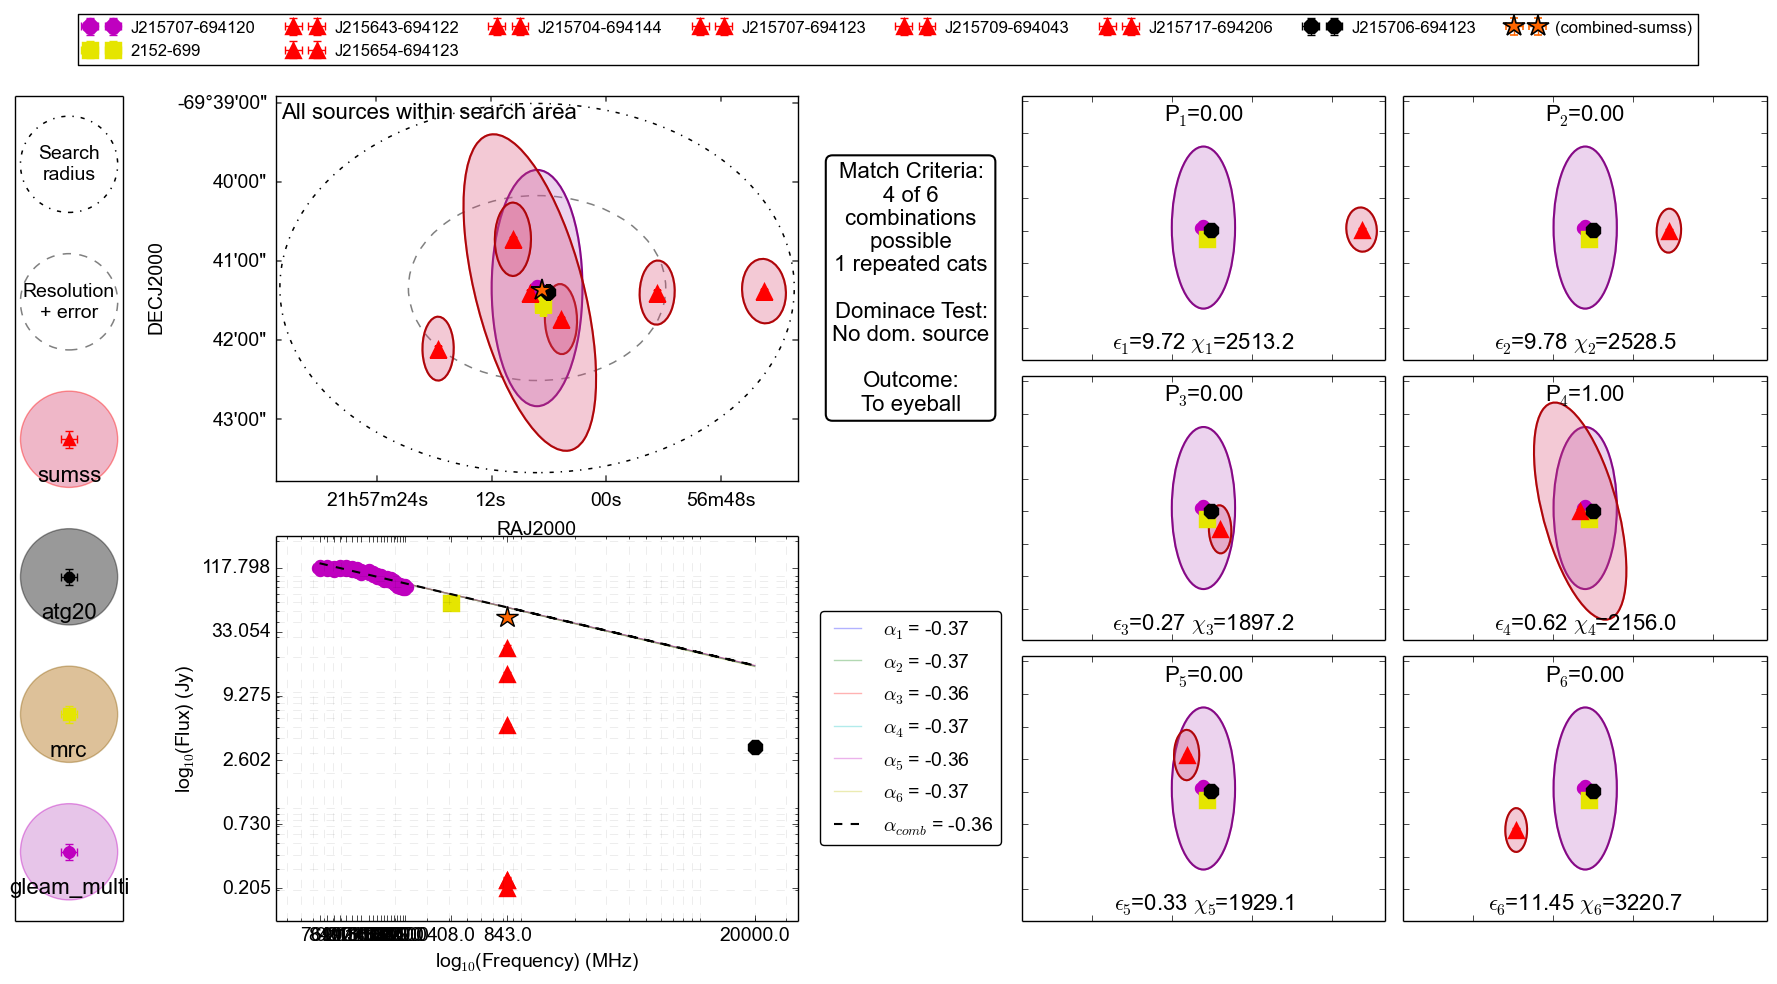 J215707-694120 J215643-694122 J215704-694144 J215707-694123 J215709-694043 J215717-694206 J215706-694123 (combined-sumss)
2152-699 J215654-694123
Search
radius
Resolution
+ error
sumss
atg20
mrc
gleam_multi
All sources within search area
-69°39'00"
40'00"
41'00"
42'00"
43'00"
DECJ2000
21h57m24s 12s 00s 56m48s
RAJ2000
Match Criteria:
4 of 6
combinations
possible
1 repeated cats
Dominace Test:
No dom. source
Outcome:
To eyeball
117.798
33.054
9.275
2.602
0.730
0.205
log10(Flux) (Jy)
408.0 843.0 20000.0
log10(Frequency) (MHz)
α1 = -0.37
α2 = -0.37
α3 = -0.36
α4 = -0.37
α5 = -0.36
α6 = -0.37
αcomb = -0.36
P1=0.00
ϵ1=9.72 χ1=2513.2
P2=0.00
ϵ2=9.78 χ2=2528.5
P3=0.00
ϵ3=0.27 χ3=1897.2
P4=1.00
ϵ4=0.62 χ4=2156.0
P5=0.00
ϵ5=0.33 χ5=1929.1
P6=0.00
ϵ6=11.45 χ6=3220.7